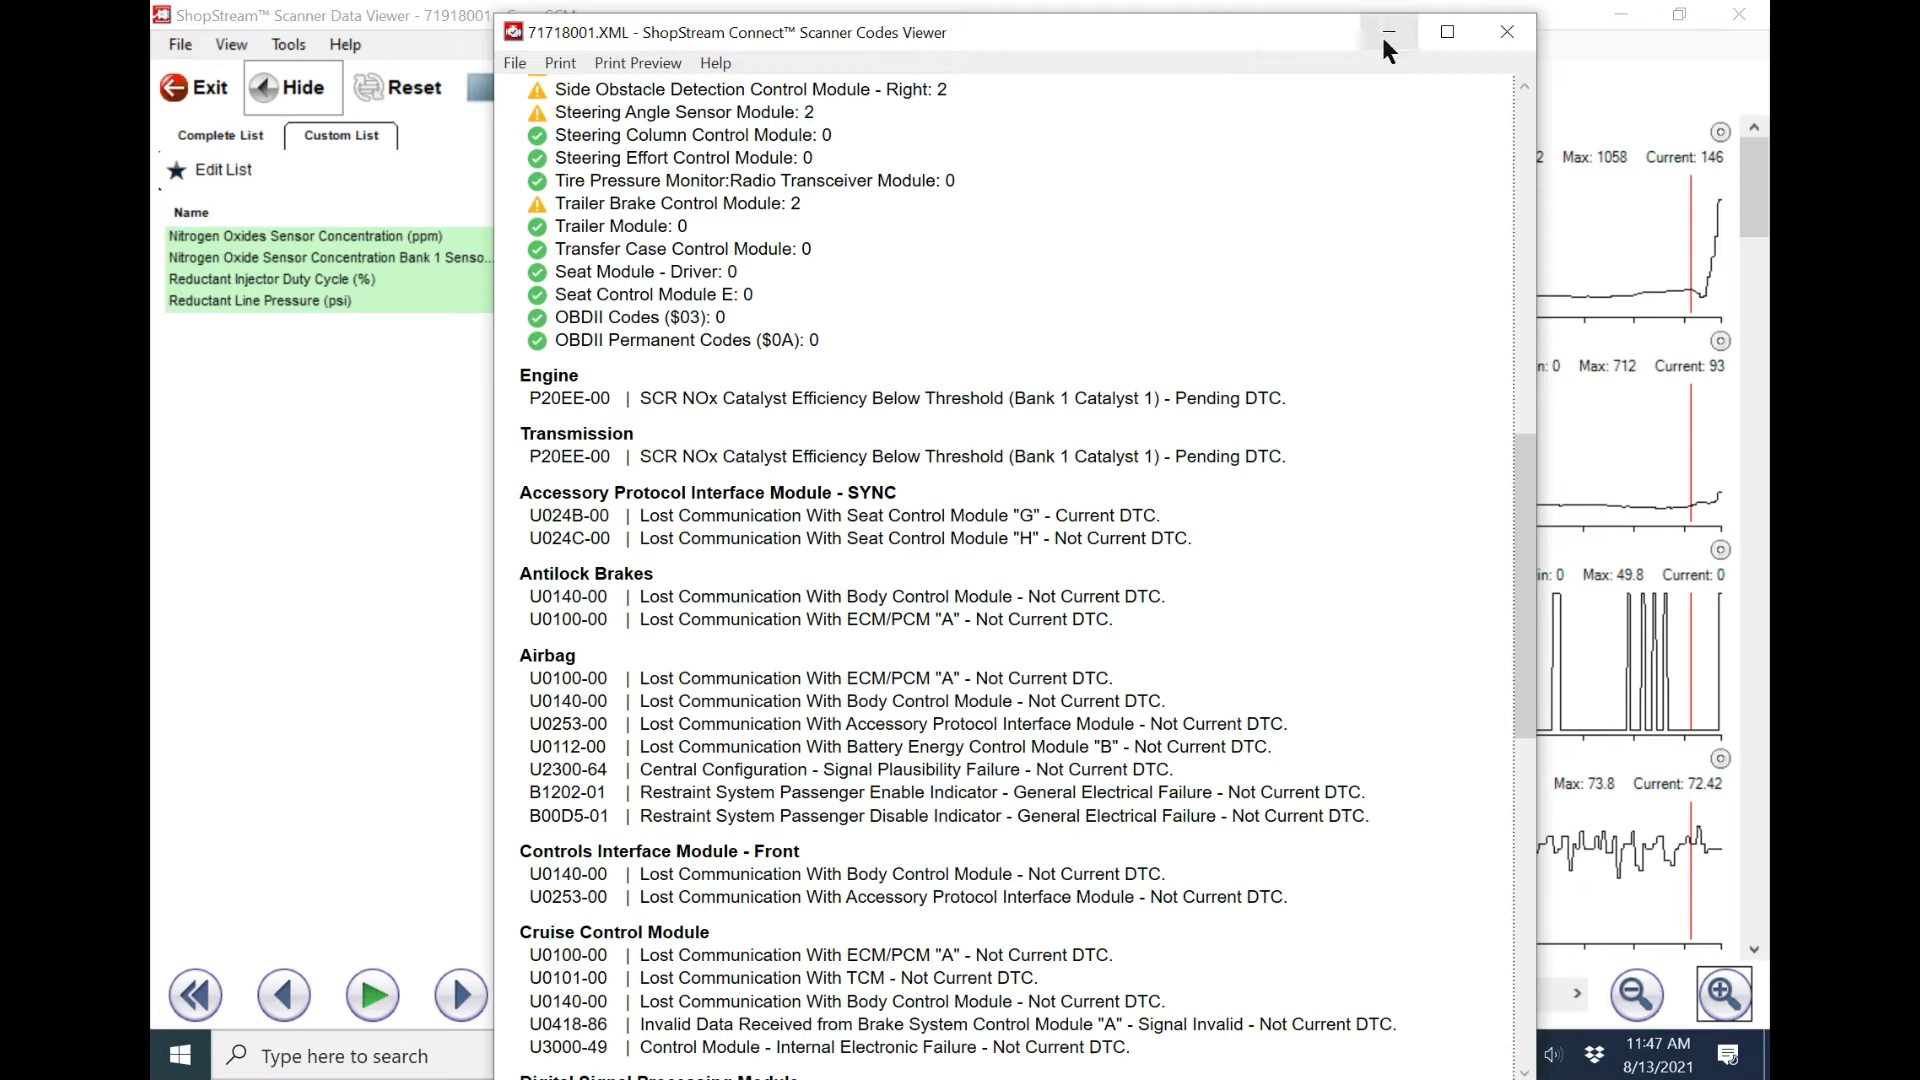 ShopStream™ Scanner Data Viewer - 71918001
File View Tools Help
Exit Hide Reset
Complete List Custom List
Edit List
Name
Nitrogen Oxides Sensor Concentration (ppm)
Nitrogen Oxide Sensor Concentration Bank 1 Senso...
Reductant Injector Duty Cycle (%)
Reductant Line Pressure (psi)
71718001.XML - ShopStream Connect™ Scanner Codes Viewer
File Print Print Preview Help
Side Obstacle Detection Control Module - Right: 2
Steering Angle Sensor Module: 2
Steering Column Control Module: 0
Steering Effort Control Module: 0
Tire Pressure Monitor:Radio Transceiver Module: 0
Trailer Brake Control Module: 2
Trailer Module: 0
Transfer Case Control Module: 0
Seat Module - Driver: 0
Seat Control Module E: 0
OBDII Codes ($03): 0
OBDII Permanent Codes ($0A): 0
Engine
P20EE-00 | SCR NOx Catalyst Efficiency Below Threshold (Bank 1 Catalyst 1) - Pending DTC.
Transmission
P20EE-00 | SCR NOx Catalyst Efficiency Below Threshold (Bank 1 Catalyst 1) - Pending DTC.
Accessory Protocol Interface Module - SYNC
U024B-00 | Lost Communication With Seat Control Module "G" - Current DTC.
U024C-00 | Lost Communication With Seat Control Module "H" - Not Current DTC.
Antilock Brakes
U0140-00 | Lost Communication With Body Control Module - Not Current DTC.
U0100-00 | Lost Communication With ECM/PCM "A" - Not Current DTC.
Airbag
U0100-00 | Lost Communication With ECM/PCM "A" - Not Current DTC.
U0140-00 | Lost Communication With Body Control Module - Not Current DTC.
U0253-00 | Lost Communication With Accessory Protocol Interface Module - Not Current DTC.
U0112-00 | Lost Communication With Battery Energy Control Module "B" - Not Current DTC.
U2300-64 | Central Configuration - Signal Plausibility Failure - Not Current DTC.
B1202-01 | Restraint System Passenger Enable Indicator - General Electrical Failure - Not Current DTC.
B00D5-01 | Restraint System Passenger Disable Indicator - General Electrical Failure - Not Current DTC.
Controls Interface Module - Front
U0140-00 | Lost Communication With Body Control Module - Not Current DTC.
U0253-00 | Lost Communication With Accessory Protocol Interface Module - Not Current DTC.
Cruise Control Module
U0100-00 | Lost Communication With ECM/PCM "A" - Not Current DTC.
U0101-00 | Lost Communication With TCM - Not Current DTC.
U0140-00 | Lost Communication With Body Control Module - Not Current DTC.
U0418-86 | Invalid Data Received from Brake System Control Module "A" - Signal Invalid - Not Current DTC.
U3000-49 | Control Module - Internal Electronic Failure - Not Current DTC.
Digital Signal Processing Module
2 Max: 1058 Current: 146
n: 0 Max: 712 Current: 93
in: 0 Max: 49.8 Current: 0
Max: 73.8 Current: 72.42
Type here to search
11:47 AM
8/13/2021